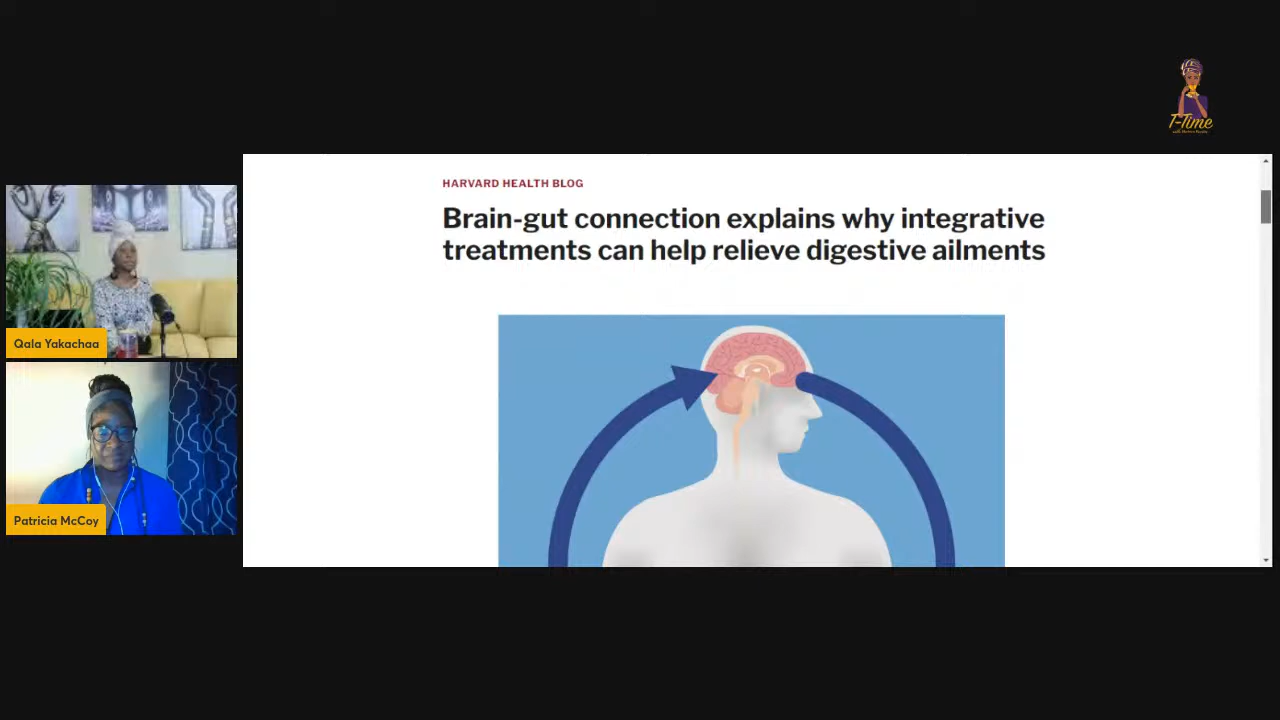 T-Time
HARVARD HEALTH BLOG
Brain-gut connection explains why integrative
treatments can help relieve digestive ailments
Qala Yakachaa
Patricia McCoy